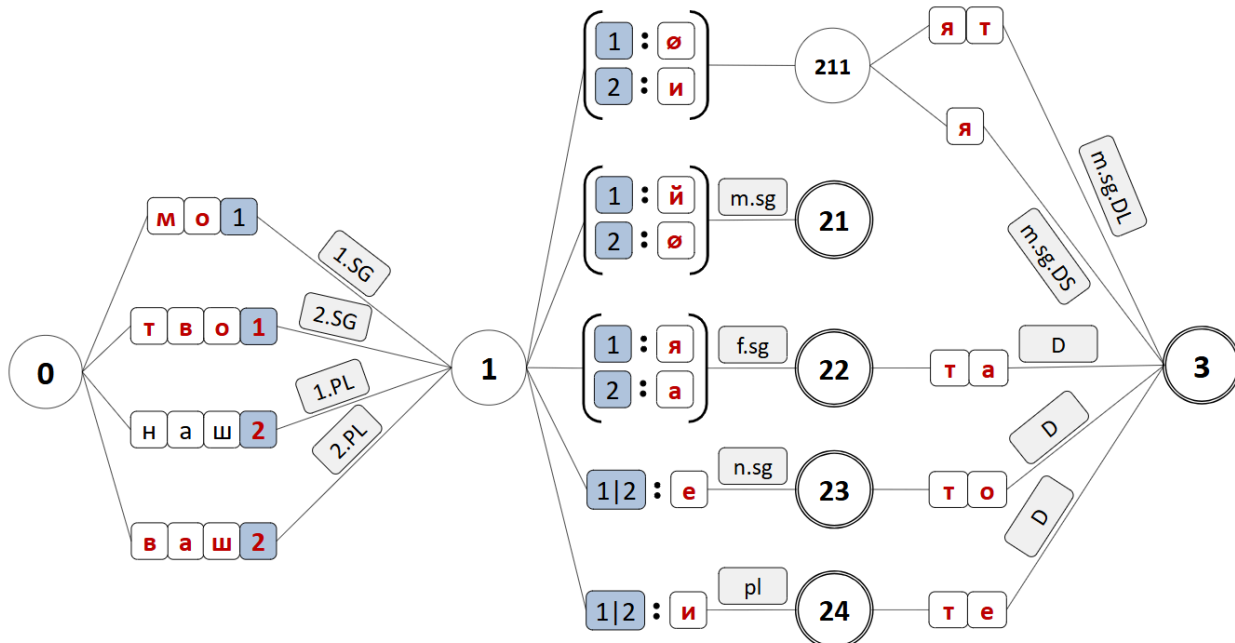 0
м о 1
1.SG
т в о 1
2.SG
н а ш 2
1.PL
в а ш 2
2.PL
1
1 : ø
2 : и
211
я т
m.sg.DL
я
m.sg.DS
1 : й
2 : ø
m.sg
21
1 : я
2 : а
f.sg
22
т а
D
1|2 : е
n.sg
23
т о
D
1|2 : и
pl
24
т е
D
3